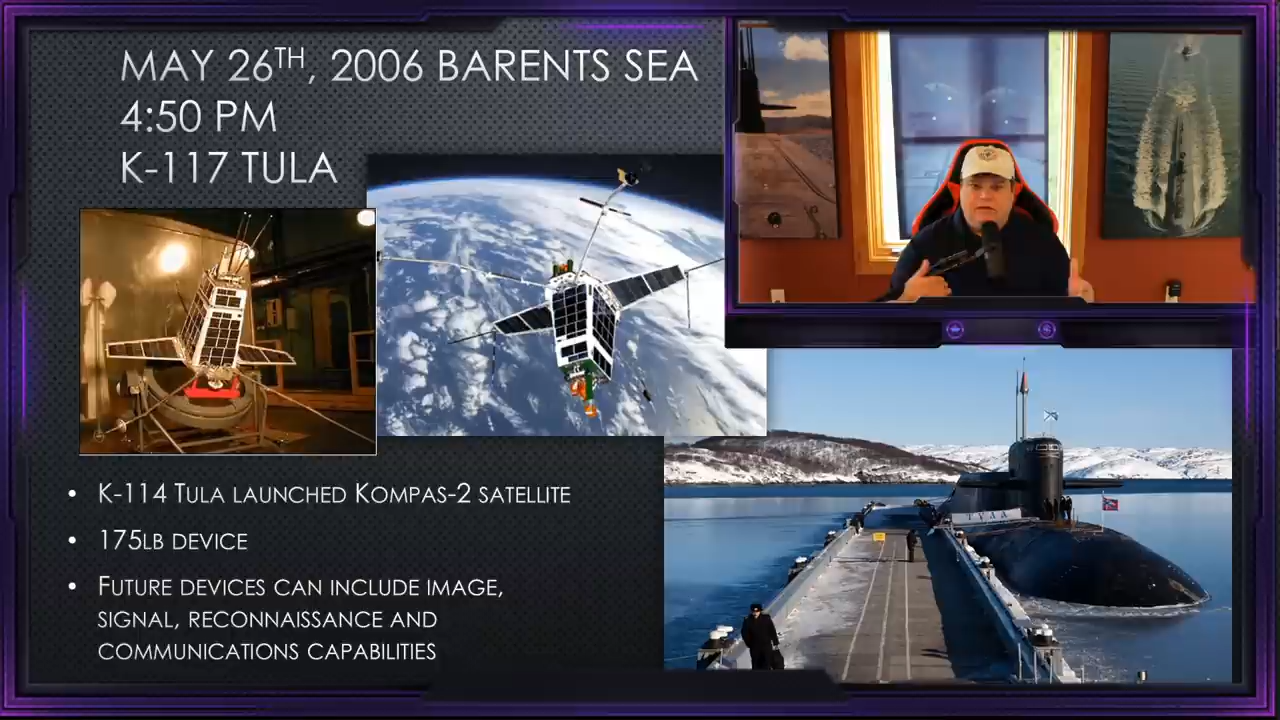 MAY 26TH, 2006 BARENTS SEA
4:50 PM
K-117 TULA
• K-114 TULA LAUNCHED KOMPAS-2 SATELLITE
• 175LB DEVICE
• FUTURE DEVICES CAN INCLUDE IMAGE,
SIGNAL, RECONNAISSANCE AND
COMMUNICATIONS CAPABILITIES